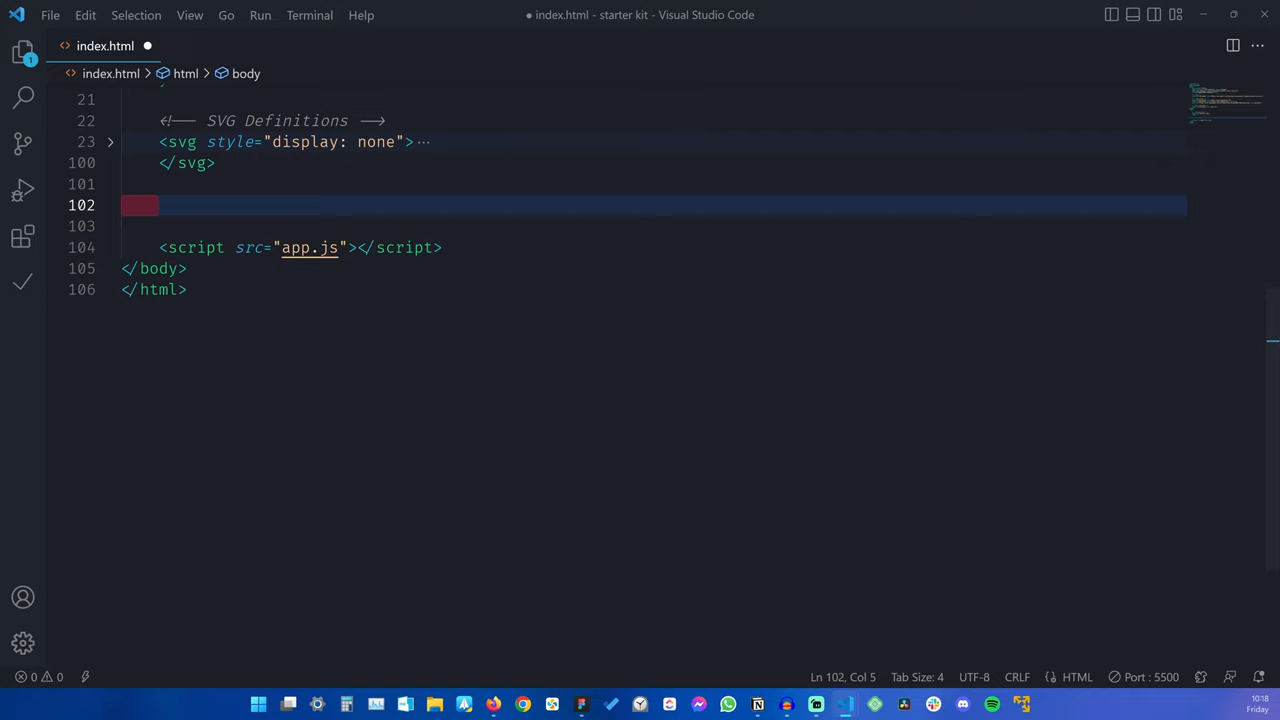 File Edit Selection View Go Run Terminal Help
● index.html - starter kit - Visual Studio Code
index.html ●
index.html > html > body
21
22 <!-- SVG Definitions -->
23 > <svg style="display: none">···
100 </svg>
101
102
103
104 <script src="app.js"></script>
105 </body>
106 </html>
1
0 0
Ln 102, Col 5 Tab Size: 4 UTF-8 CRLF HTML Port : 5500
10:18
Friday